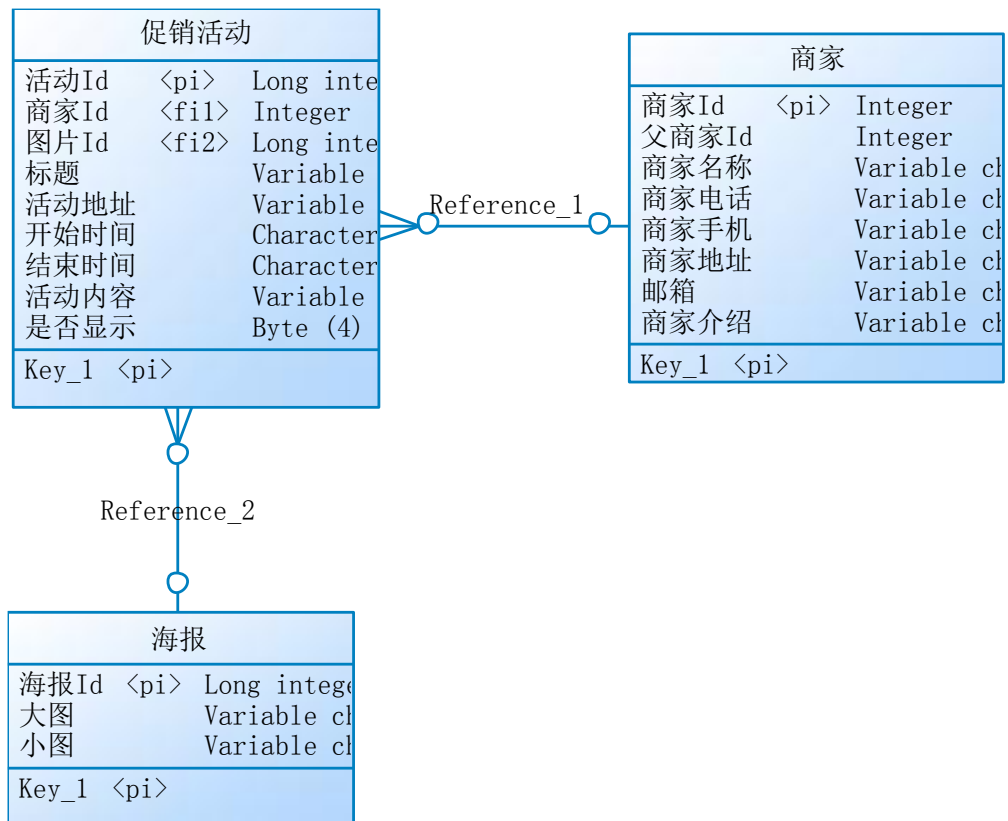 促销活动
活动Id <pi> Long inte
商家Id <fi1> Integer
图片Id <fi2> Long inte
标题 Variable
活动地址 Variable
开始时间 Character
结束时间 Character
活动内容 Variable
是否显示 Byte (4)
Key_1 <pi>
Reference_1
商家
商家Id <pi> Integer
父商家Id Integer
商家名称 Variable ch
商家电话 Variable ch
商家手机 Variable ch
商家地址 Variable ch
邮箱 Variable ch
商家介绍 Variable ch
Key_1 <pi>
Reference_2
海报
海报Id <pi> Long intege
大图 Variable ch
小图 Variable ch
Key_1 <pi>